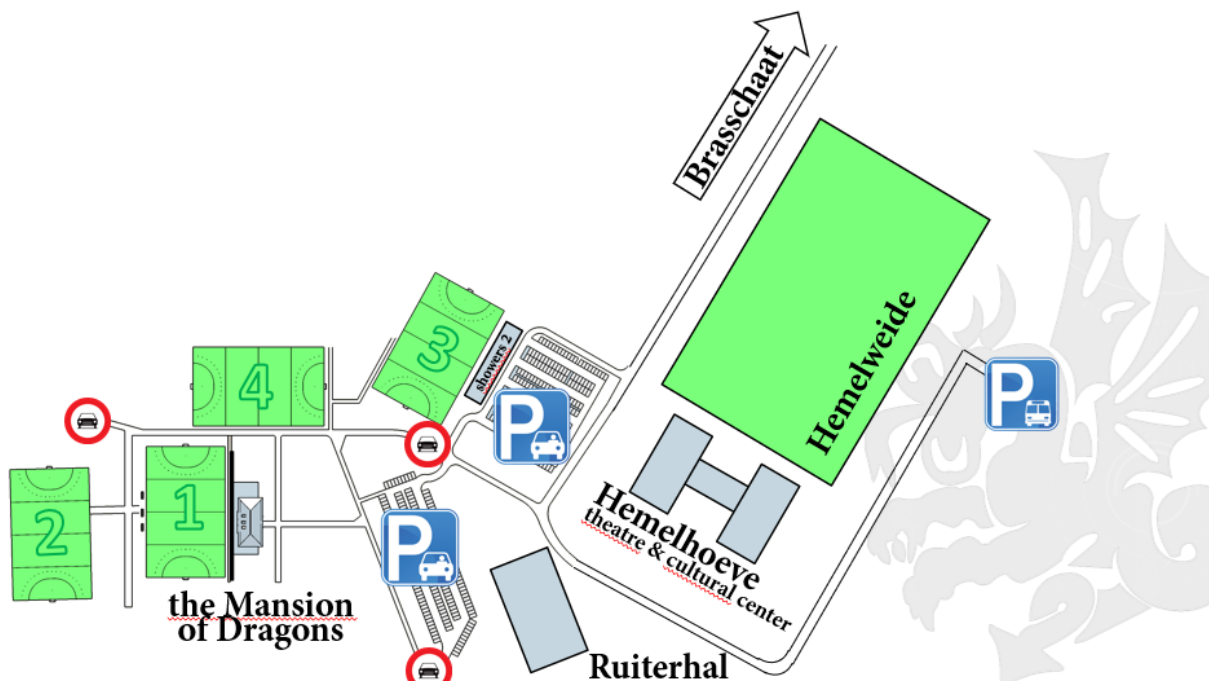 Brasschaat
Hemelweide
3
showers 2
4
P
P
1
2
Hemelhoeve
theatre & cultural center
P
the Mansion
of Dragons
Ruiterhal